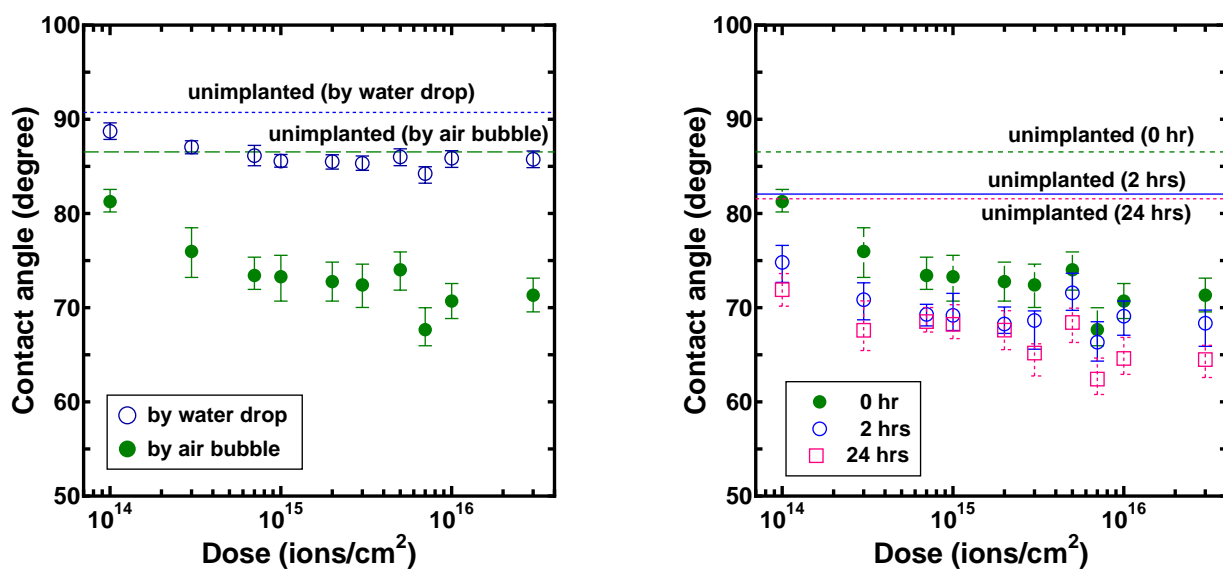 100
90
80
70
60
50
Contact angle (degree)
unimplanted (by water drop)
unimplanted (by air bubble)
by water drop
by air bubble
10^14
10^15
10^16
Dose (ions/cm^2)
100
90
80
70
60
50
Contact angle (degree)
unimplanted (0 hr)
unimplanted (2 hrs)
unimplanted (24 hrs)
0 hr
2 hrs
24 hrs
10^14
10^15
10^16
Dose (ions/cm^2)